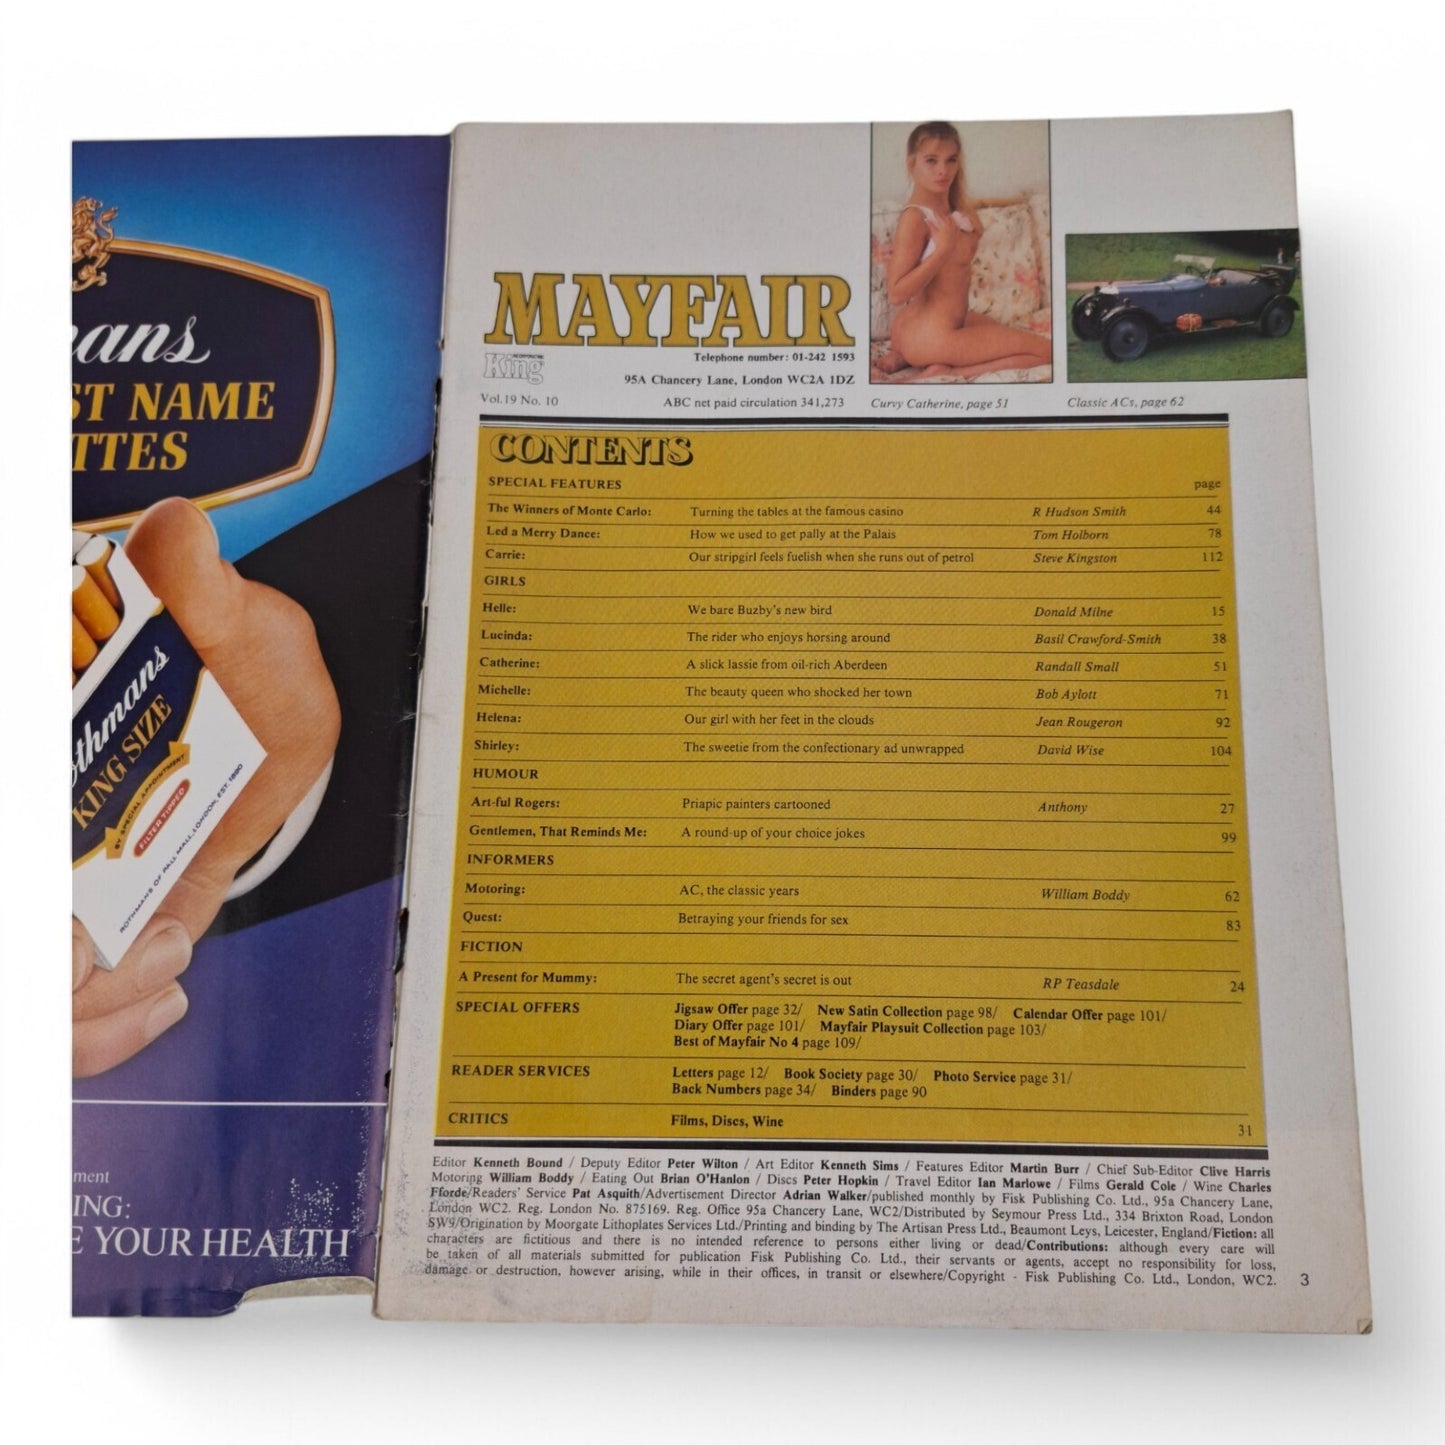 ans
ST NAME
TTES
thmans
KING SIZE
BY SPECIAL APPOINTMENT
FILTER TIPPED
ROTHMANS OF PALL MALL, LONDON, EST. 1890
ment
ING:
E YOUR HEALTH
MAYFAIR
INCORPORATING
King
Telephone number: 01-242 1593
95A Chancery Lane, London WC2A 1DZ
Vol.19 No. 10 ABC net paid circulation 341,273
Curvy Catherine, page 51
Classic ACs, page 62
CONTENTS
SPECIAL FEATURES page
The Winners of Monte Carlo: Turning the tables at the famous casino R Hudson Smith 44
Led a Merry Dance: How we used to get pally at the Palais Tom Holborn 78
Carrie: Our stripgirl feels fuelish when she runs out of petrol Steve Kingston 112
GIRLS
Helle: We bare Buzby's new bird Donald Milne 15
Lucinda: The rider who enjoys horsing around Basil Crawford-Smith 38
Catherine: A slick lassie from oil-rich Aberdeen Randall Small 51
Michelle: The beauty queen who shocked her town Bob Aylott 71
Helena: Our girl with her feet in the clouds Jean Rougeron 92
Shirley: The sweetie from the confectionary ad unwrapped David Wise 104
HUMOUR
Art-ful Rogers: Priapic painters cartooned Anthony 27
Gentlemen, That Reminds Me: A round-up of your choice jokes 99
INFORMERS
Motoring: AC, the classic years William Boddy 62
Quest: Betraying your friends for sex 83
FICTION
A Present for Mummy: The secret agent's secret is out RP Teasdale 24
SPECIAL OFFERS Jigsaw Offer page 32/ New Satin Collection page 98/ Calendar Offer page 101/
Diary Offer page 101/ Mayfair Playsuit Collection page 103/
Best of Mayfair No 4 page 109/
READER SERVICES Letters page 12/ Book Society page 30/ Photo Service page 31/
Back Numbers page 34/ Binders page 90
CRITICS Films, Discs, Wine 31
Editor Kenneth Bound / Deputy Editor Peter Wilton / Art Editor Kenneth Sims / Features Editor Martin Burr / Chief Sub-Editor Clive Harris
Motoring William Boddy / Eating Out Brian O'Hanlon / Discs Peter Hopkin / Travel Editor Ian Marlowe / Films Gerald Cole / Wine Charles
Fforde/Readers' Service Pat Asquith/Advertisement Director Adrian Walker/published monthly by Fisk Publishing Co. Ltd., 95a Chancery Lane,
London WC2. Reg. London No. 875169. Reg. Office 95a Chancery Lane, WC2/Distributed by Seymour Press Ltd., 334 Brixton Road, London
SW9/Origination by Moorgate Lithoplates Services Ltd./Printing and binding by The Artisan Press Ltd., Beaumont Leys, Leicester, England/Fiction: all
characters are fictitious and there is no intended reference to persons either living or dead/Contributions: although every care will
be taken of all materials submitted for publication Fisk Publishing Co. Ltd., their servants or agents, accept no responsibility for loss,
damage or destruction, however arising, while in their offices, in transit or elsewhere/Copyright - Fisk Publishing Co. Ltd., London, WC2. 3